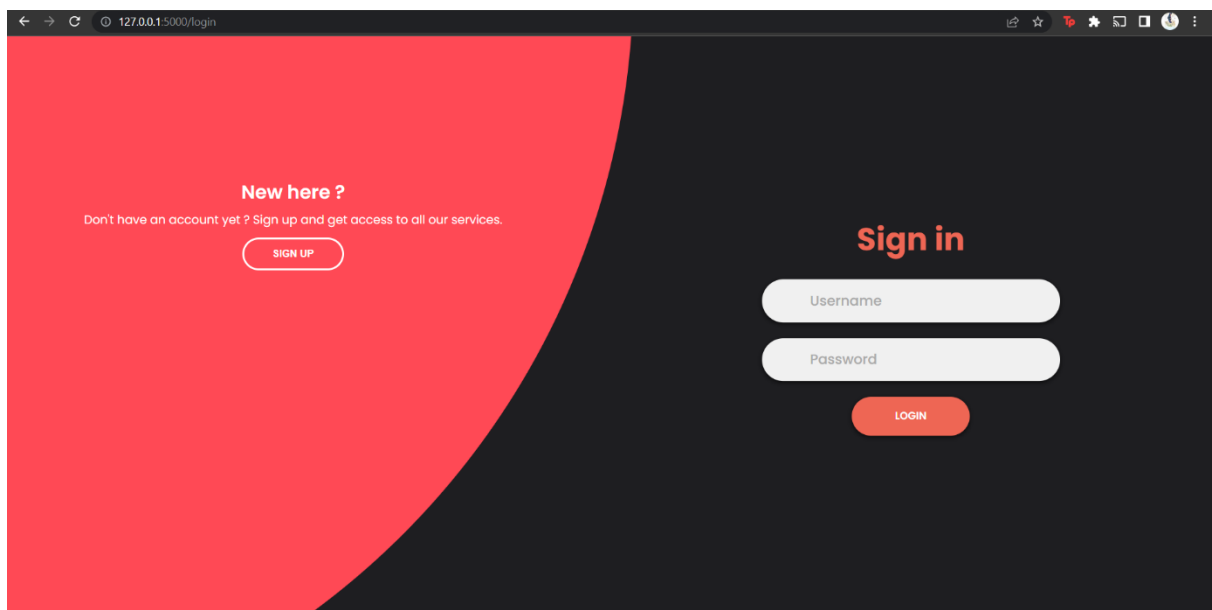 127.0.0.1:5000/login
Tp
New here ?
Don't have an account yet ? Sign up and get access to all our services.
SIGN UP
Sign in
Username
Password
LOGIN